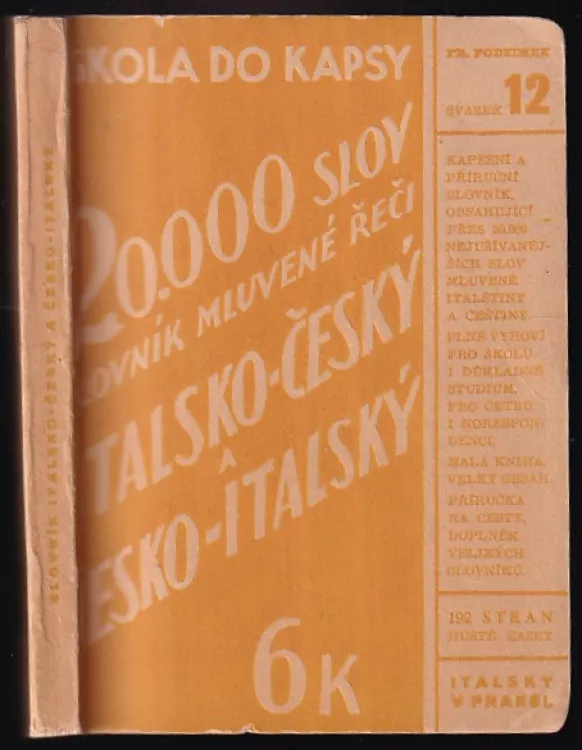 SLOVNÍK ITALSKO-ČESKÝ A ČESKO-ITALSKÝ
ŠKOLA DO KAPSY
20.000 SLOV
SLOVNÍK MLUVENÉ ŘEČI
ITALSKO-ČESKÝ
A
ČESKO-ITALSKÝ
6 K
FR. PODZIMEK
SVAZEK 12
KAPESNÍ A
PŘÍRUČNÍ
SLOVNÍK,
OBSAHUJÍCÍ
PŘES 20.000
NEJUŽÍVANĚJ-
ŠÍCH SLOV
MLUVENÉ
ITALŠTINY
A ČEŠTINY.
PLNĚ VYHOVÍ
PRO ŠKOLU
I DŮKLADNÉ
STUDIUM,
PRO ČETBU
I KORESPON-
DENCI.
MALÁ KNIHA,
VELKÝ OBSAH.
PŘÍRUČKA
NA CESTY,
DOPLNĚK
VELKÝCH
SLOVNÍKŮ.
192 STRAN
HUSTÉ SAZBY
ITALSKY
V PRAXI.